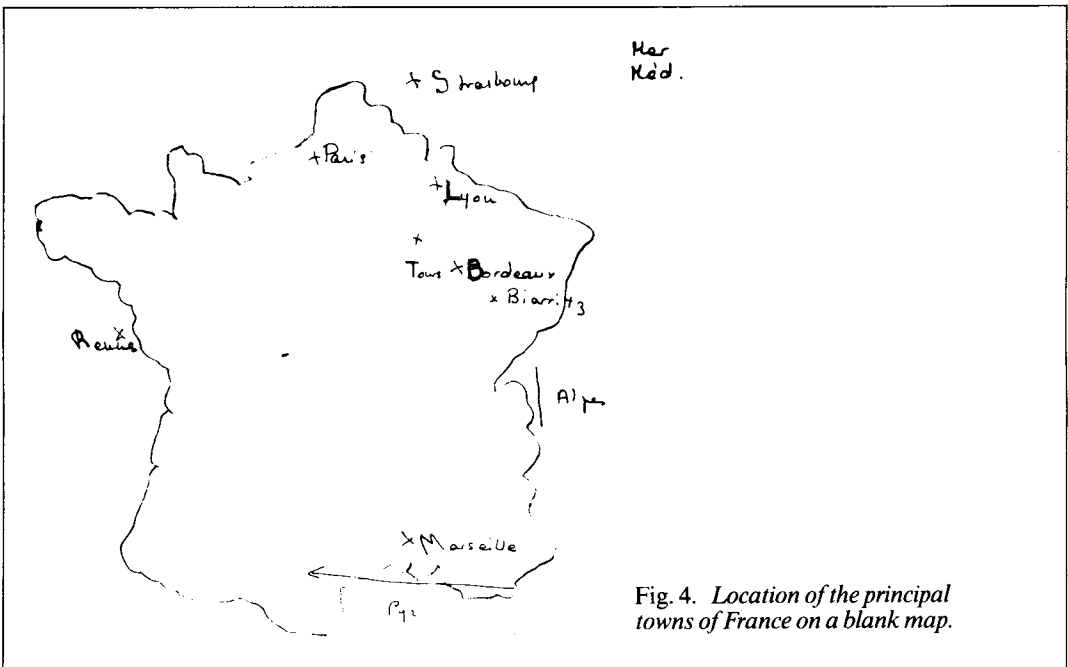 Mer
Méd.
Strasbourg
Paris
Lyon
Tours Bordeaux
Biarritz
Rennes
Alpes
Marseille
Pyr
Fig. 4. Location of the principal
towns of France on a blank map.